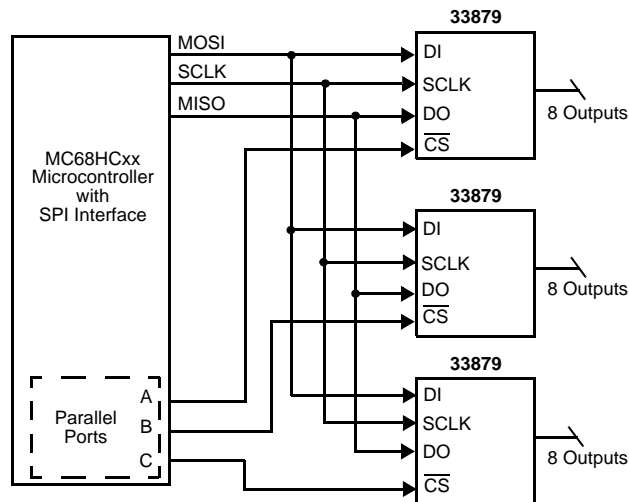 33879
MOSI
DI
SCLK
SCLK
MISO
DO
8 Outputs
CS
MC68HCxx
Microcontroller
with
SPI Interface
33879
DI
SCLK
DO
8 Outputs
CS
33879
A
DI
Parallel
Ports
B
SCLK
C
DO
8 Outputs
CS